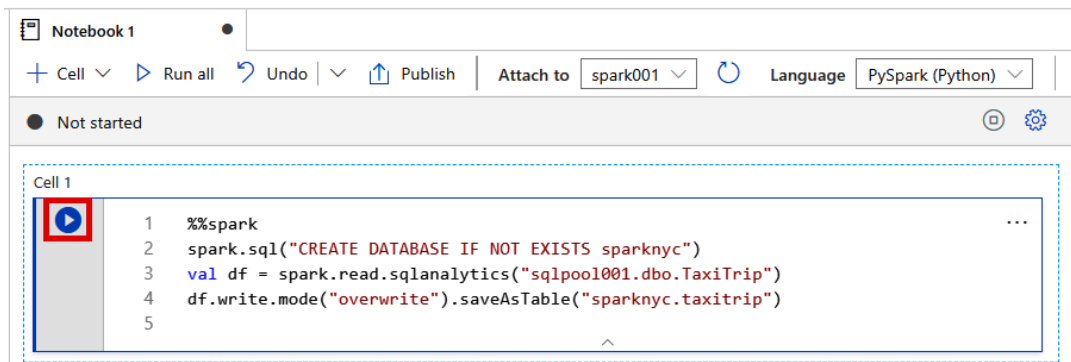 Notebook 1
Cell Run all Undo Publish Attach to spark001 Language PySpark (Python)
Not started
Cell 1
1 %%spark
2 spark.sql("CREATE DATABASE IF NOT EXISTS sparknyc")
3 val df = spark.read.sqlanalytics("sqlpool001.dbo.TaxiTrip")
4 df.write.mode("overwrite").saveAsTable("sparknyc.taxitrip")
5